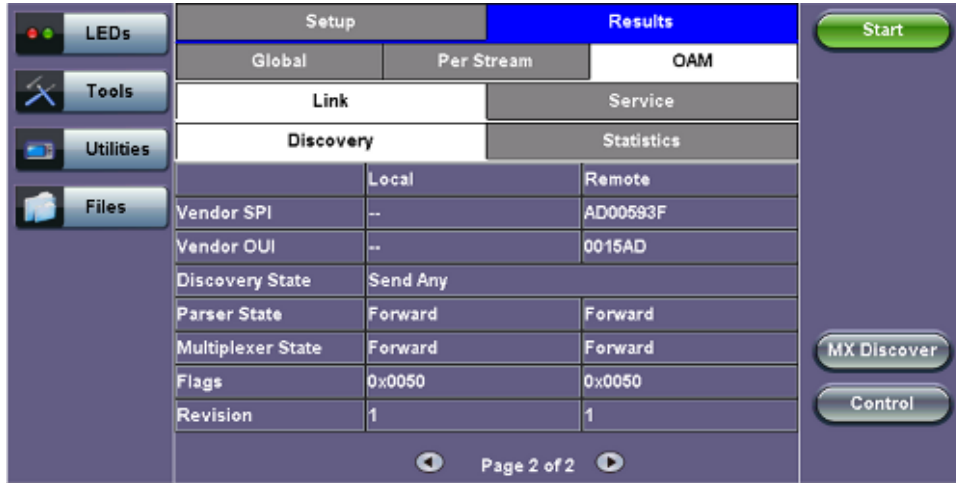 LEDs
Setup
Results
Start
Global
Per Stream
OAM
Tools
Link
Service
Utilities
Discovery
Statistics
Local
Remote
Files
Vendor SPI
--
AD00593F
Vendor OUI
--
0015AD
Discovery State
Send Any
Parser State
Forward
Forward
Multiplexer State
Forward
Forward
MX Discover
Flags
0x0050
0x0050
Control
Revision
1
1
Page 2 of 2